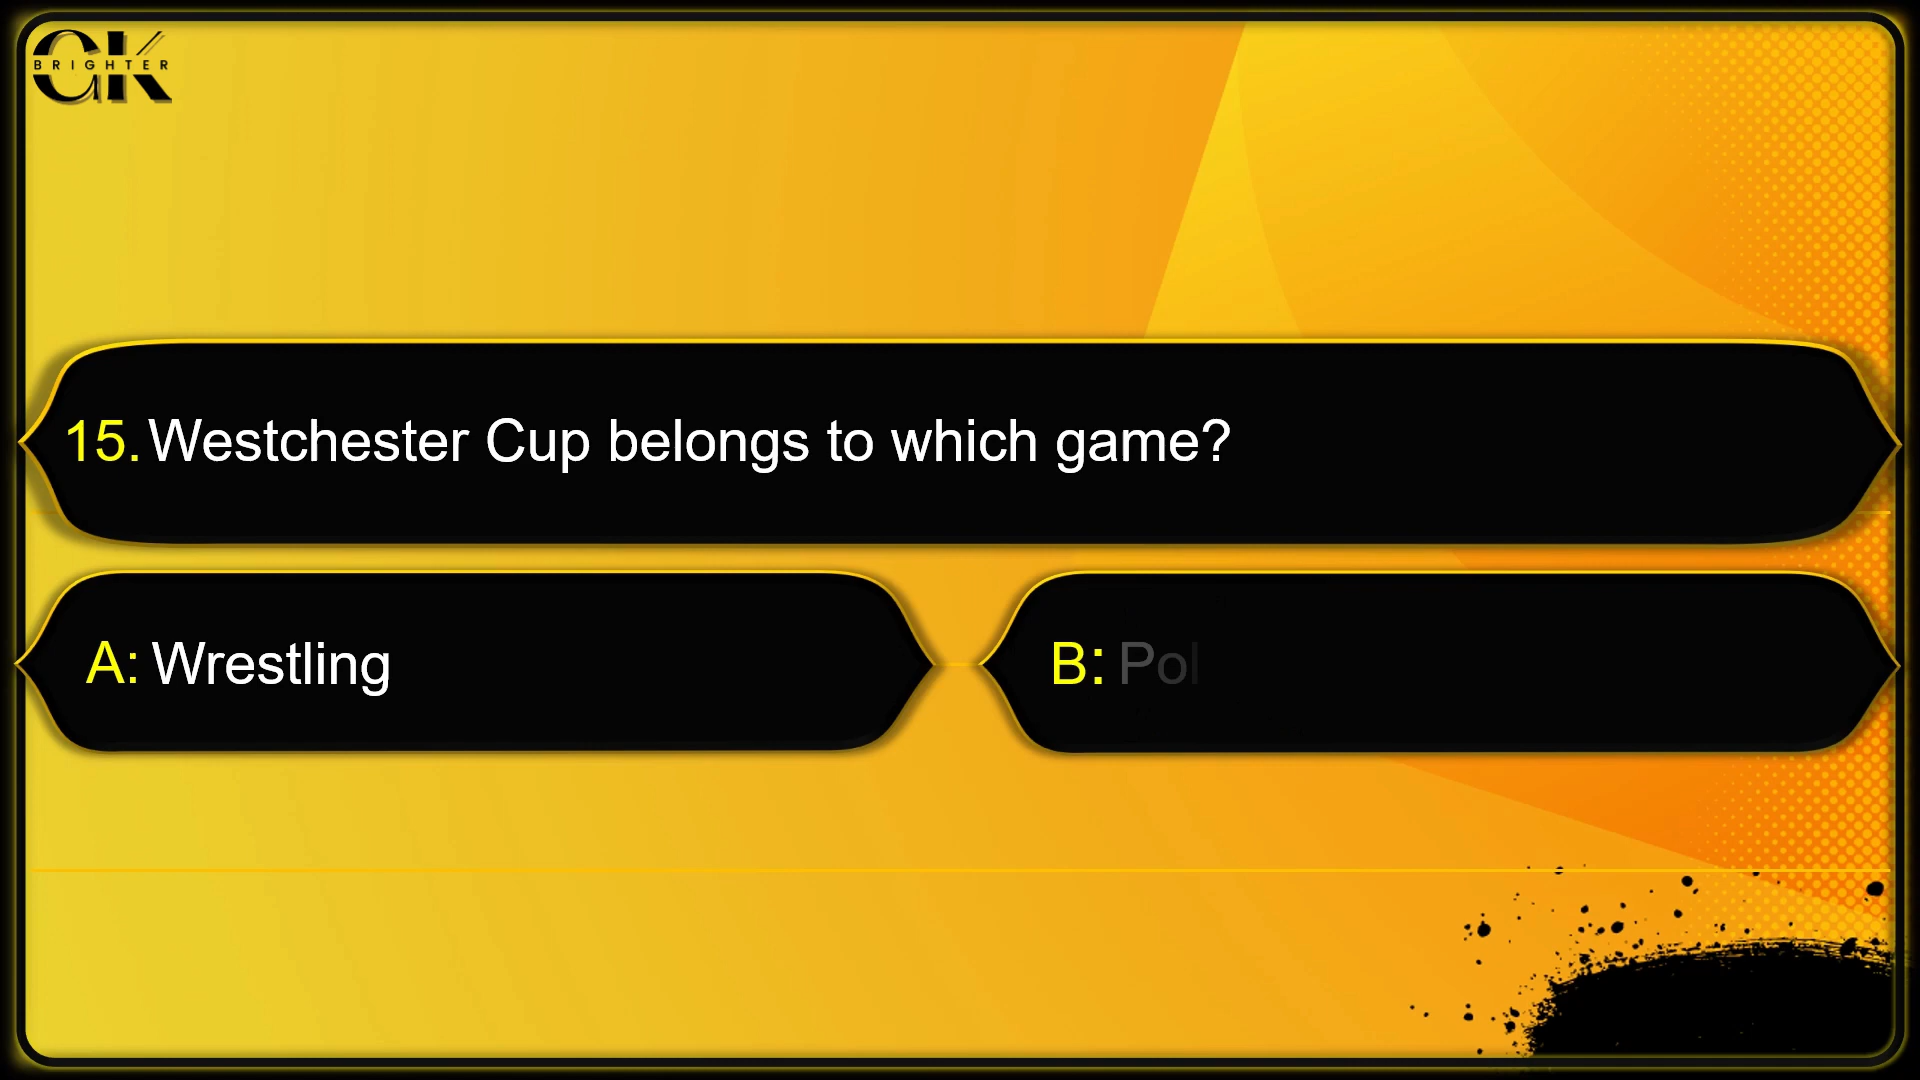 GK
BRIGHTER
15. Westchester Cup belongs to which game?
A: Wrestling
B: Pol